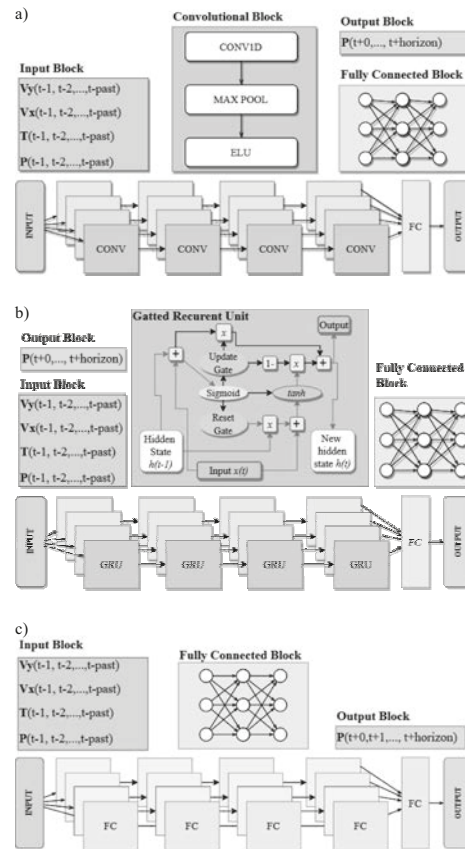 a)
Convolutional Block
CONV1D
MAX POOL
ELU
Output Block
P(t+0,..., t+horizon)
Fully Connected Block
Input Block
Vy(t-1, t-2,...,t-past)
Vx(t-1, t-2,...,t-past)
T(t-1, t-2,...,t-past)
P(t-1, t-2,...,t-past)
INPUT
CONV
CONV
CONV
CONV
FC
OUTPUT
b)
Gatted Recurent Unit
Output
x
+
Update
Gate
1-
x
+
Sigmoid
tanh
Reset
Gate
x
+
Hidden
State
h(t-1)
Input x(t)
New
hidden
state h(t)
Output Block
P(t+0,..., t+horizon)
Input Block
Vy(t-1, t-2,...,t-past)
Vx(t-1, t-2,...,t-past)
T(t-1, t-2,...,t-past)
P(t-1, t-2,...,t-past)
Fully Connected
Block
INPUT
GRU
GRU
GRU
GRU
FC
OUTPUT
c)
Input Block
Vy(t-1, t-2,...,t-past)
Vx(t-1, t-2,...,t-past)
T(t-1, t-2,...,t-past)
P(t-1, t-2,...,t-past)
Fully Connected Block
Output Block
P(t+0,t+1,..., t+horizon)
INPUT
FC
FC
FC
FC
FC
OUTPUT